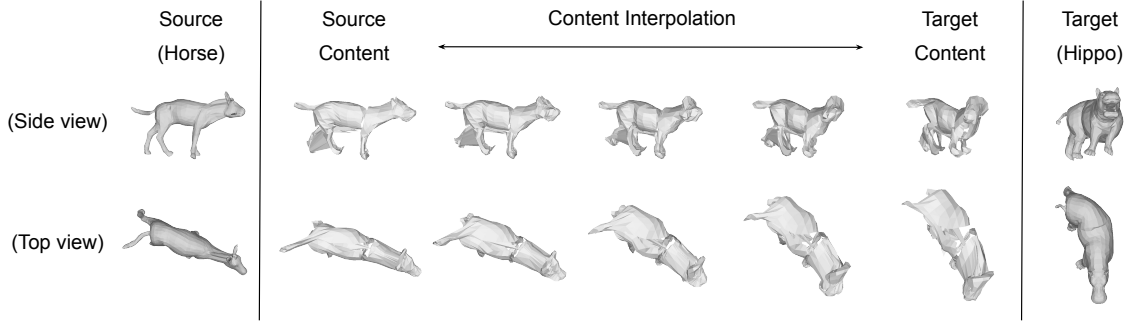 Source
(Horse)
Source
Content
Content Interpolation
Target
Content
Target
(Hippo)
(Side view)
(Top view)